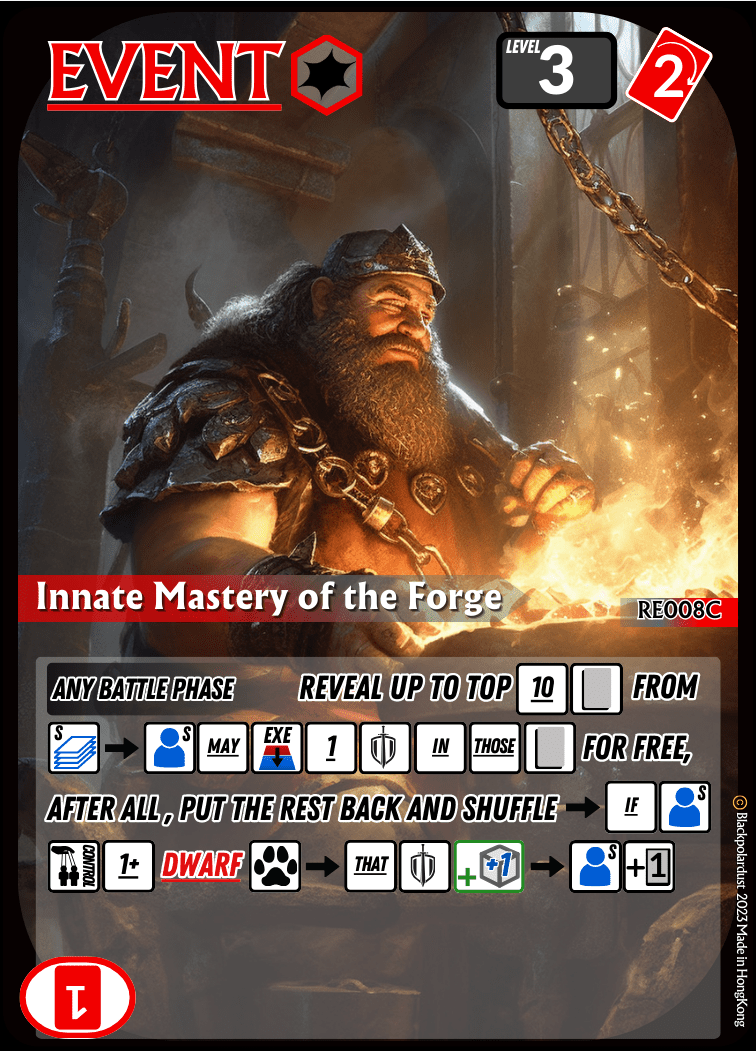 EVENT
LEVEL 3 2
Innate Mastery of the Forge
RE008C
ANY BATTLE PHASE REVEAL UP TO TOP 10 FROM
S S MAY EXE 1 IN THOSE FOR FREE,
AFTER ALL, PUT THE REST BACK AND SHUFFLE IF S
CONTROL 1+ DWARF THAT +1 S +1
1
© Blackpolardust 2023 Made in HongKong